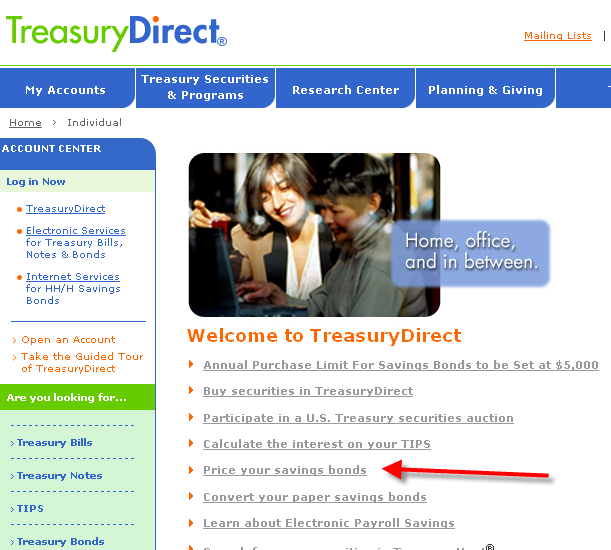 TreasuryDirect®
Mailing Lists |
My Accounts
Treasury Securities
& Programs
Research Center
Planning & Giving
Home > Individual
ACCOUNT CENTER
Log in Now
TreasuryDirect
Electronic Services
for Treasury Bills,
Notes & Bonds
Internet Services
for HH/H Savings
Bonds
Open an Account
Take the Guided Tour
of TreasuryDirect
Are you looking for...
Treasury Bills
Treasury Notes
TIPS
Treasury Bonds
Home, office,
and in between.
Welcome to TreasuryDirect
Annual Purchase Limit For Savings Bonds to be Set at $5,000
Buy securities in TreasuryDirect
Participate in a U.S. Treasury securities auction
Calculate the interest on your TIPS
Price your savings bonds
Convert your paper savings bonds
Learn about Electronic Payroll Savings